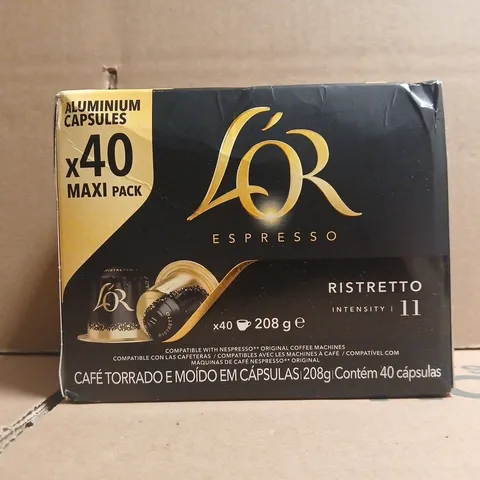 ALUMINIUM
CAPSULES
x40
MAXI PACK
L'OR
ESPRESSO
RISTRETTO
L'OR
RISTRETTO
INTENSITY | 11
x40 208 g e
COMPATIBLE WITH NESPRESSO** ORIGINAL COFFEE MACHINES
COMPATIBLE CON LAS CAFETERAS / COMPATIBLES AVEC LES MACHINES À CAFÉ / COMPATÍVEL COM
MÁQUINAS DE CAFÉ NESPRESSO** ORIGINAL
CAFÉ TORRADO E MOÍDO EM CÁPSULAS|208g|Contém 40 cápsulas